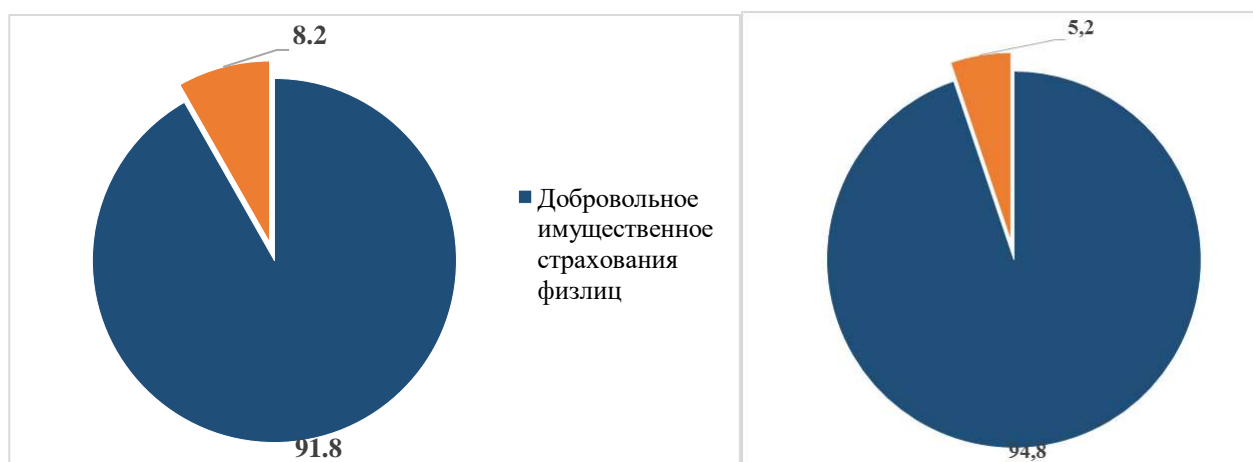 8.2
Добровольное
имущественное
страхования
физлиц
91.8
5,2
94,8